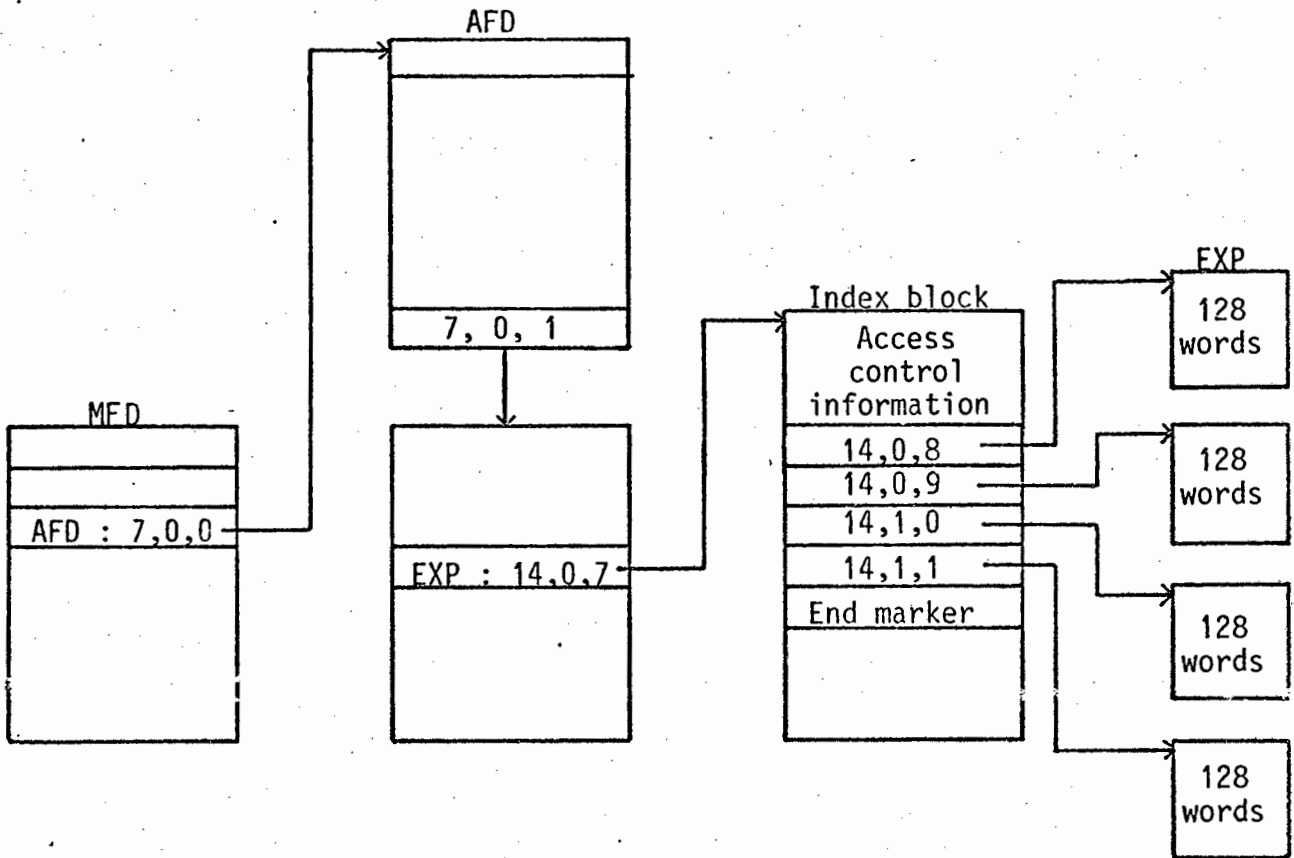 AFD
7, 0, 1
MFD
AFD : 7,0,0
EXP : 14,0,7
Index block
Access
control
information
14,0,8
14,0,9
14,1,0
14,1,1
End marker
EXP
128
words
128
words
128
words
128
words